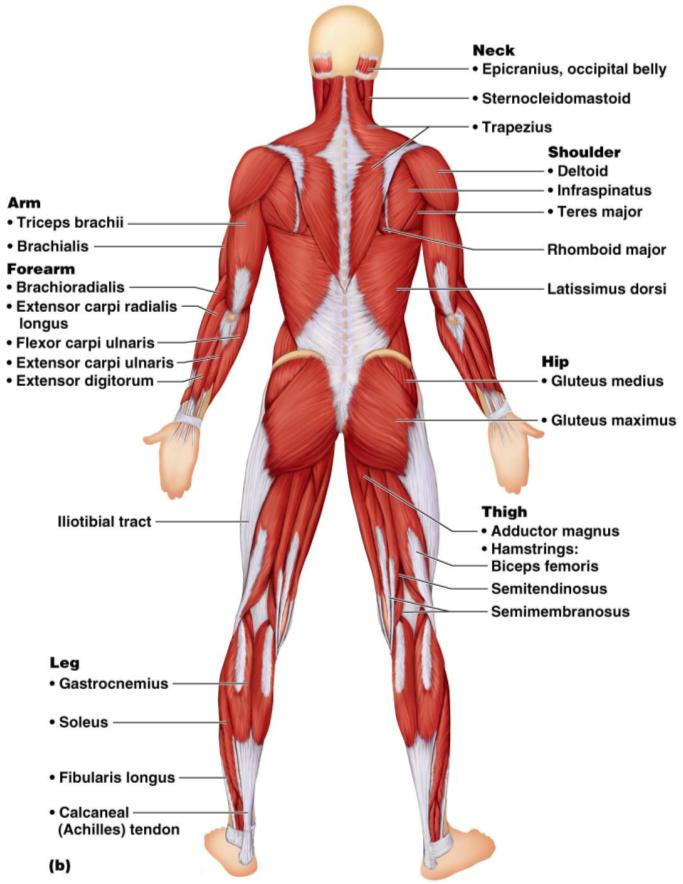 Neck
• Epicranius, occipital belly
• Sternocleidomastoid
• Trapezius
Shoulder
• Deltoid
• Infraspinatus
• Teres major
Rhomboid major
Latissimus dorsi
Hip
• Gluteus medius
• Gluteus maximus
Thigh
• Adductor magnus
• Hamstrings:
Biceps femoris
Semitendinosus
Semimembranosus
Arm
• Triceps brachii
• Brachialis
Forearm
• Brachioradialis
• Extensor carpi radialis
longus
• Flexor carpi ulnaris
• Extensor carpi ulnaris
• Extensor digitorum
Iliotibial tract
Leg
• Gastrocnemius
• Soleus
• Fibularis longus
• Calcaneal
(Achilles) tendon
(b)